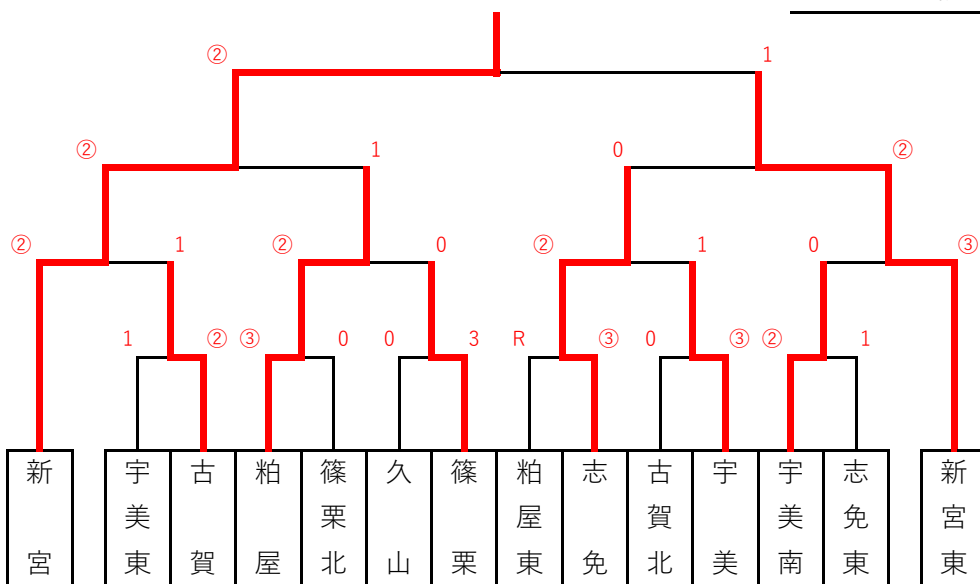 ② 1
② 1 0 ②
② 1 ② 0 ② 1 0 ③
1 ② ③ 0 0 3 R ③ 0 ③ ② 1
新宮
宇美東
古賀
粕屋
篠栗北
久山
篠栗
粕屋東
志免
古賀北
宇美
宇美南
志免東
新宮東